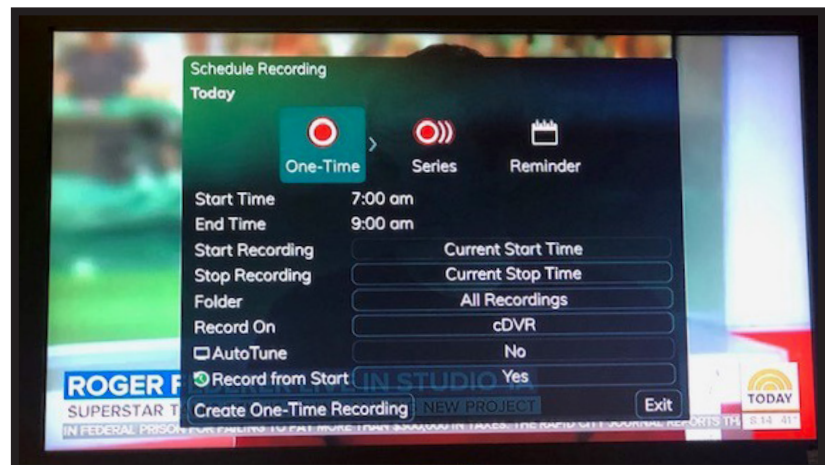 Schedule Recording
Today
One-Time
Series
Reminder
Start Time 7:00 am
End Time 9:00 am
Start Recording Current Start Time
Stop Recording Current Stop Time
Folder All Recordings
Record On cDVR
AutoTune No
Record from Start Yes
Create One-Time Recording Exit
ROGER IN STUDIO
SUPERSTAR NEW PROJECT
IN FEDERAL PRISON FOR FAILING TO PAY MORE THAN $300,000 IN TAXES. THE RAPID CITY JOURNAL REPORTS
TODAY
8:14 41°